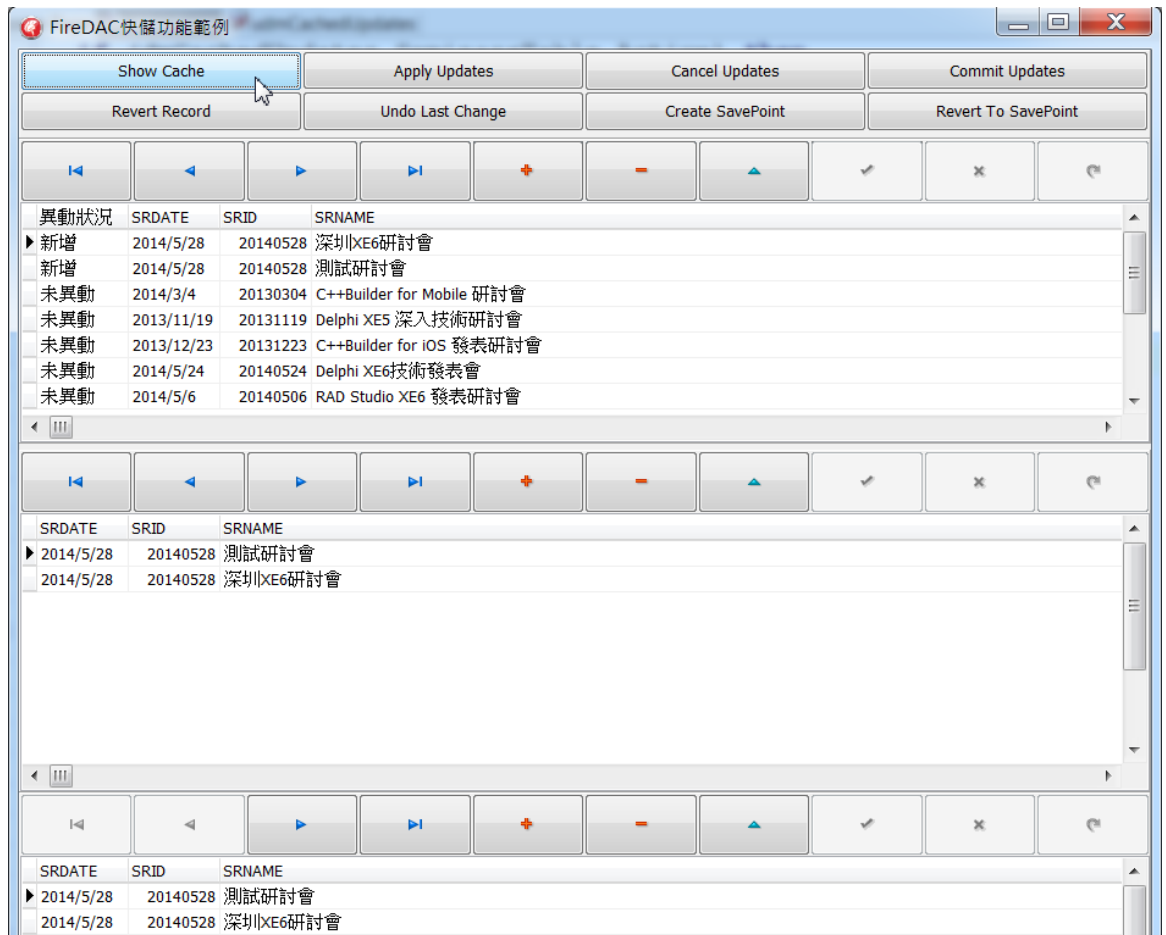 FireDAC快儲功能範例
Show Cache Apply Updates Cancel Updates Commit Updates
Revert Record Undo Last Change Create SavePoint Revert To SavePoint
異動狀況 SRDATE SRID SRNAME
新增 2014/5/28 20140528 深圳XE6研討會
新增 2014/5/28 20140528 測試研討會
未異動 2014/3/4 20130304 C++Builder for Mobile 研討會
未異動 2013/11/19 20131119 Delphi XE5 深入技術研討會
未異動 2013/12/23 20131223 C++Builder for iOS 發表研討會
未異動 2014/5/24 20140524 Delphi XE6技術發表會
未異動 2014/5/6 20140506 RAD Studio XE6 發表研討會
SRDATE SRID SRNAME
2014/5/28 20140528 測試研討會
2014/5/28 20140528 深圳XE6研討會
SRDATE SRID SRNAME
2014/5/28 20140528 測試研討會
2014/5/28 20140528 深圳XE6研討會